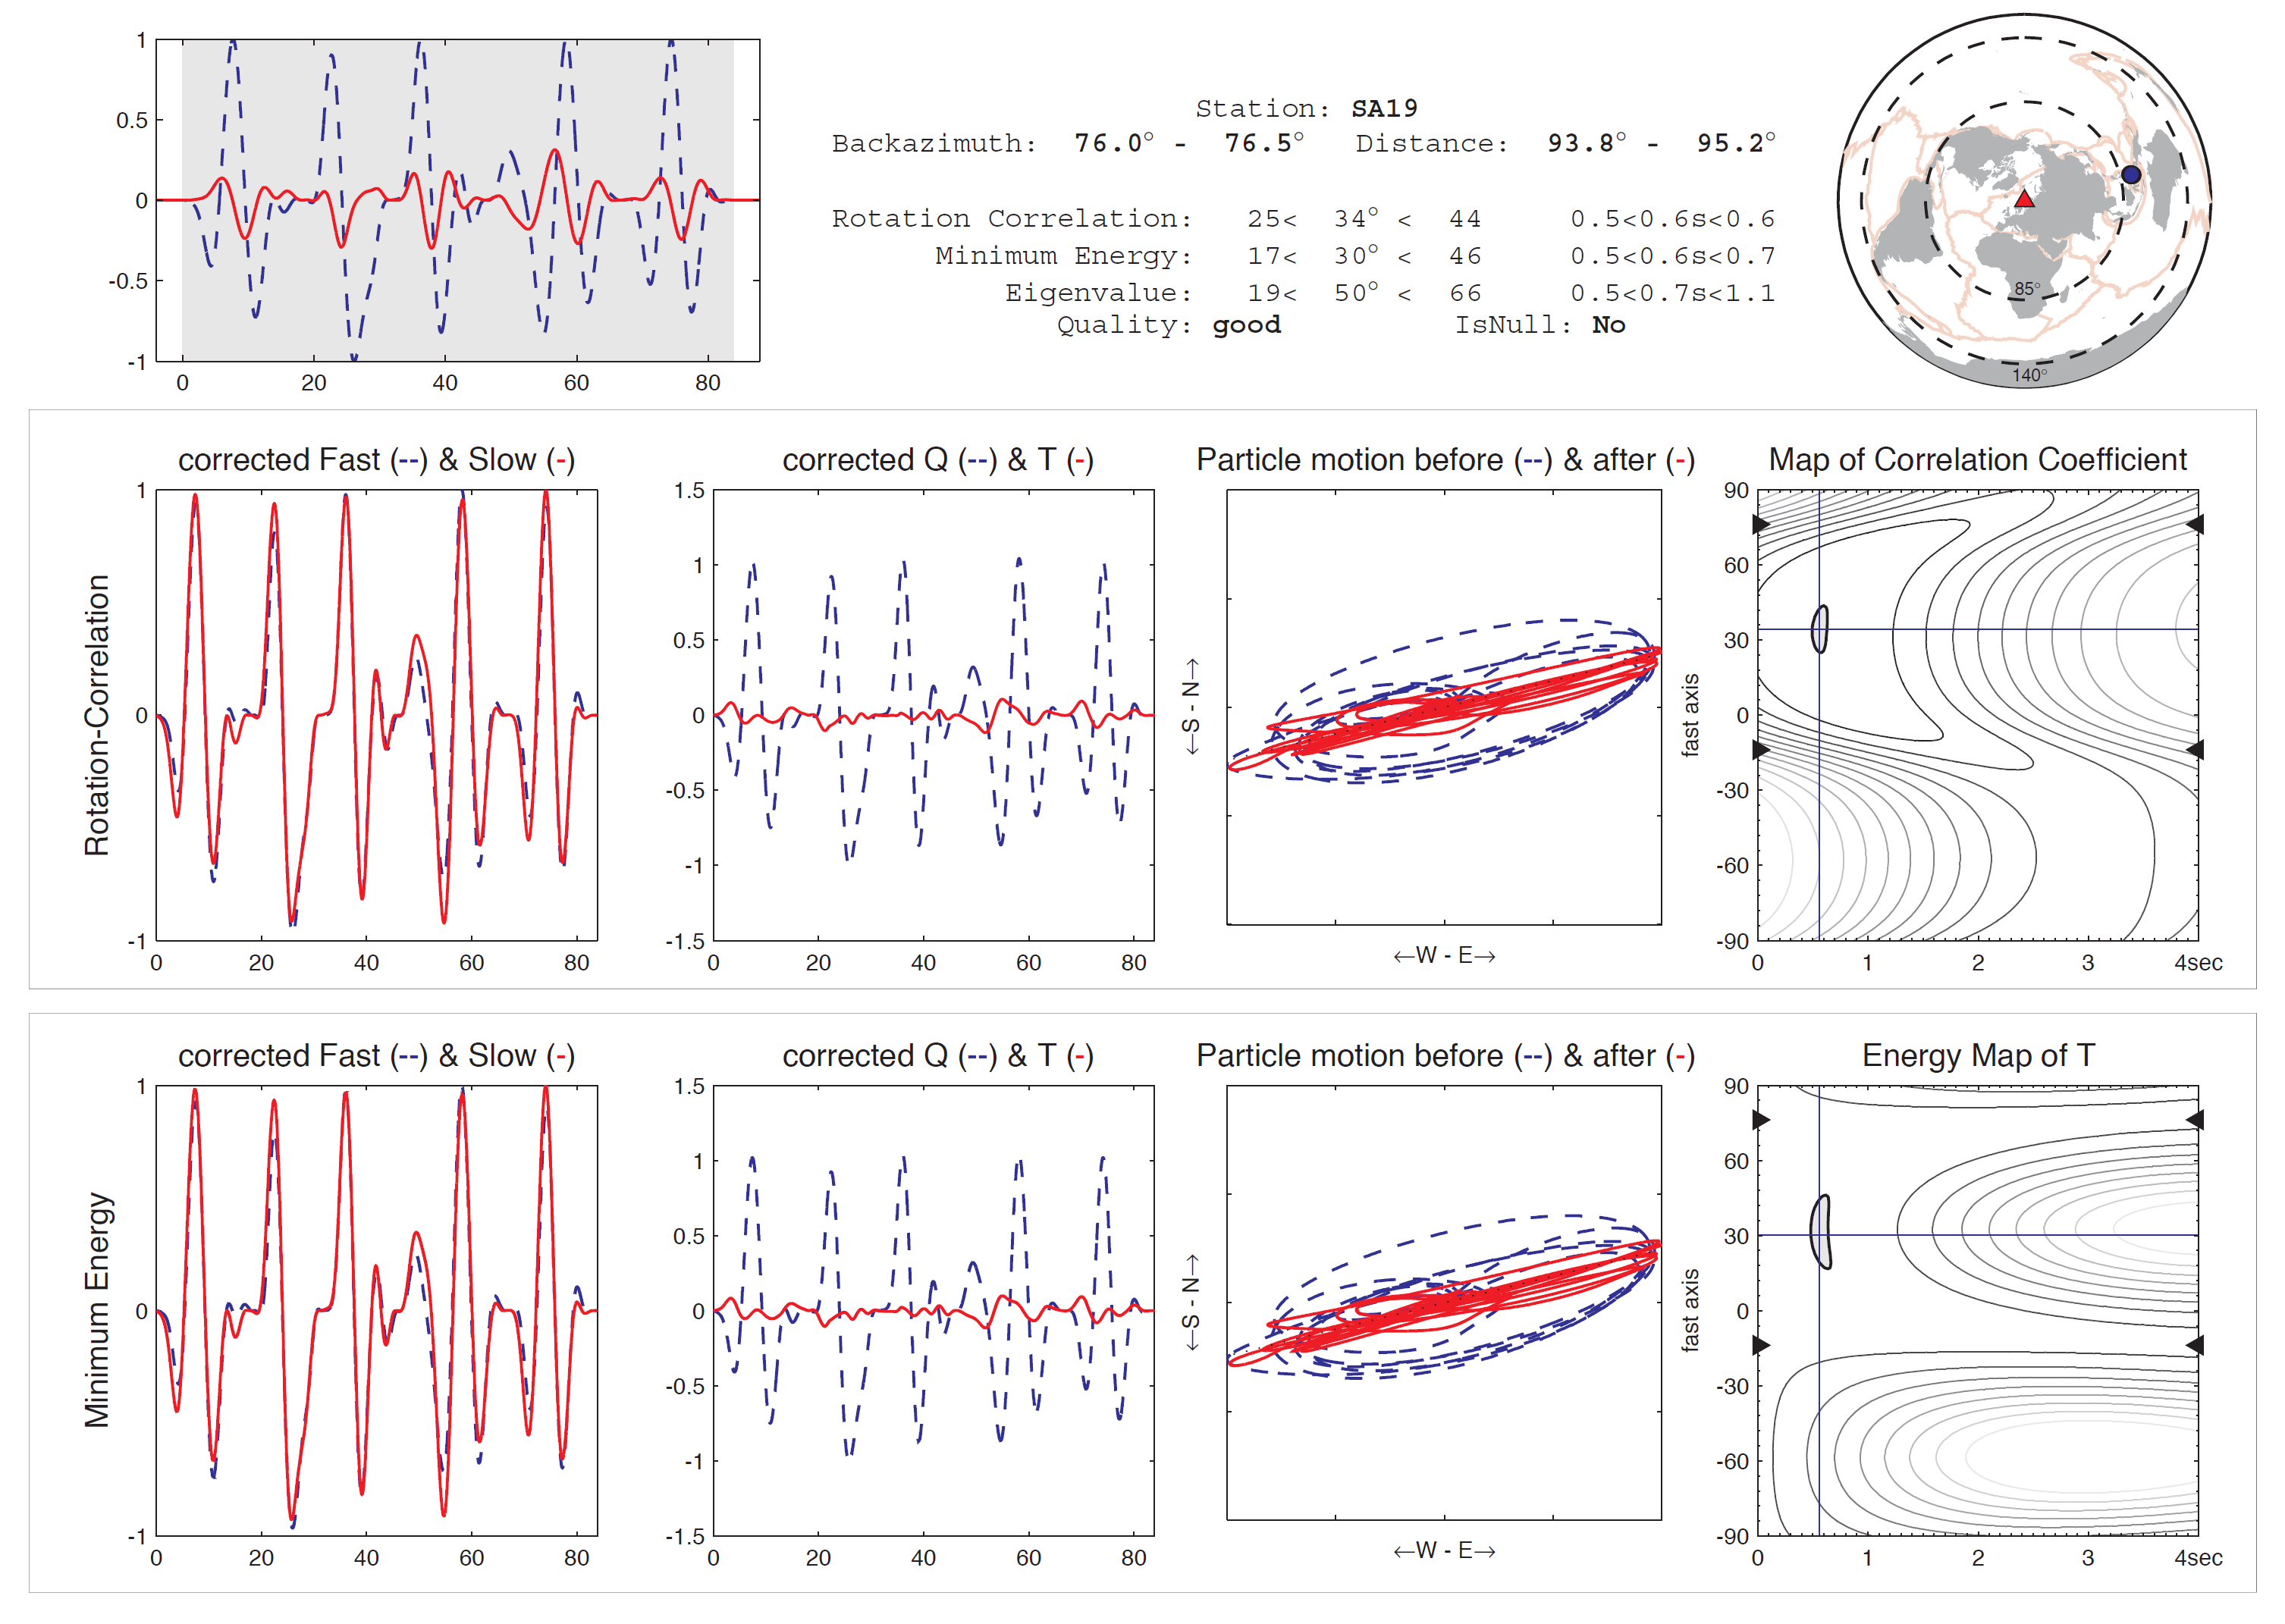 1
0.5
0
-0.5
-1
0 20 40 60 80
Station: SA19
Backazimuth: 76.0° - 76.5° Distance: 93.8° - 95.2°
Rotation Correlation: 25< 34° < 44 0.5<0.6s<0.6
Minimum Energy: 17< 30° < 46 0.5<0.6s<0.7
Eigenvalue: 19< 50° < 66 0.5<0.7s<1.1
Quality: good IsNull: No
85°
140°
Rotation-Correlation
corrected Fast (--) & Slow (-)
1
0
-1
0 20 40 60 80
corrected Q (--) & T (-)
1.5
1
0.5
0
-0.5
-1
-1.5
0 20 40 60 80
Particle motion before (--) & after (-)
←S - N→
←W - E→
Map of Correlation Coefficient
fast axis
90
60
30
0
-30
-60
-90
0 1 2 3 4sec
Minimum Energy
corrected Fast (--) & Slow (-)
1
0
-1
0 20 40 60 80
corrected Q (--) & T (-)
1.5
1
0.5
0
-0.5
-1
-1.5
0 20 40 60 80
Particle motion before (--) & after (-)
←S - N→
←W - E→
Energy Map of T
fast axis
90
60
30
0
-30
-60
-90
0 1 2 3 4sec